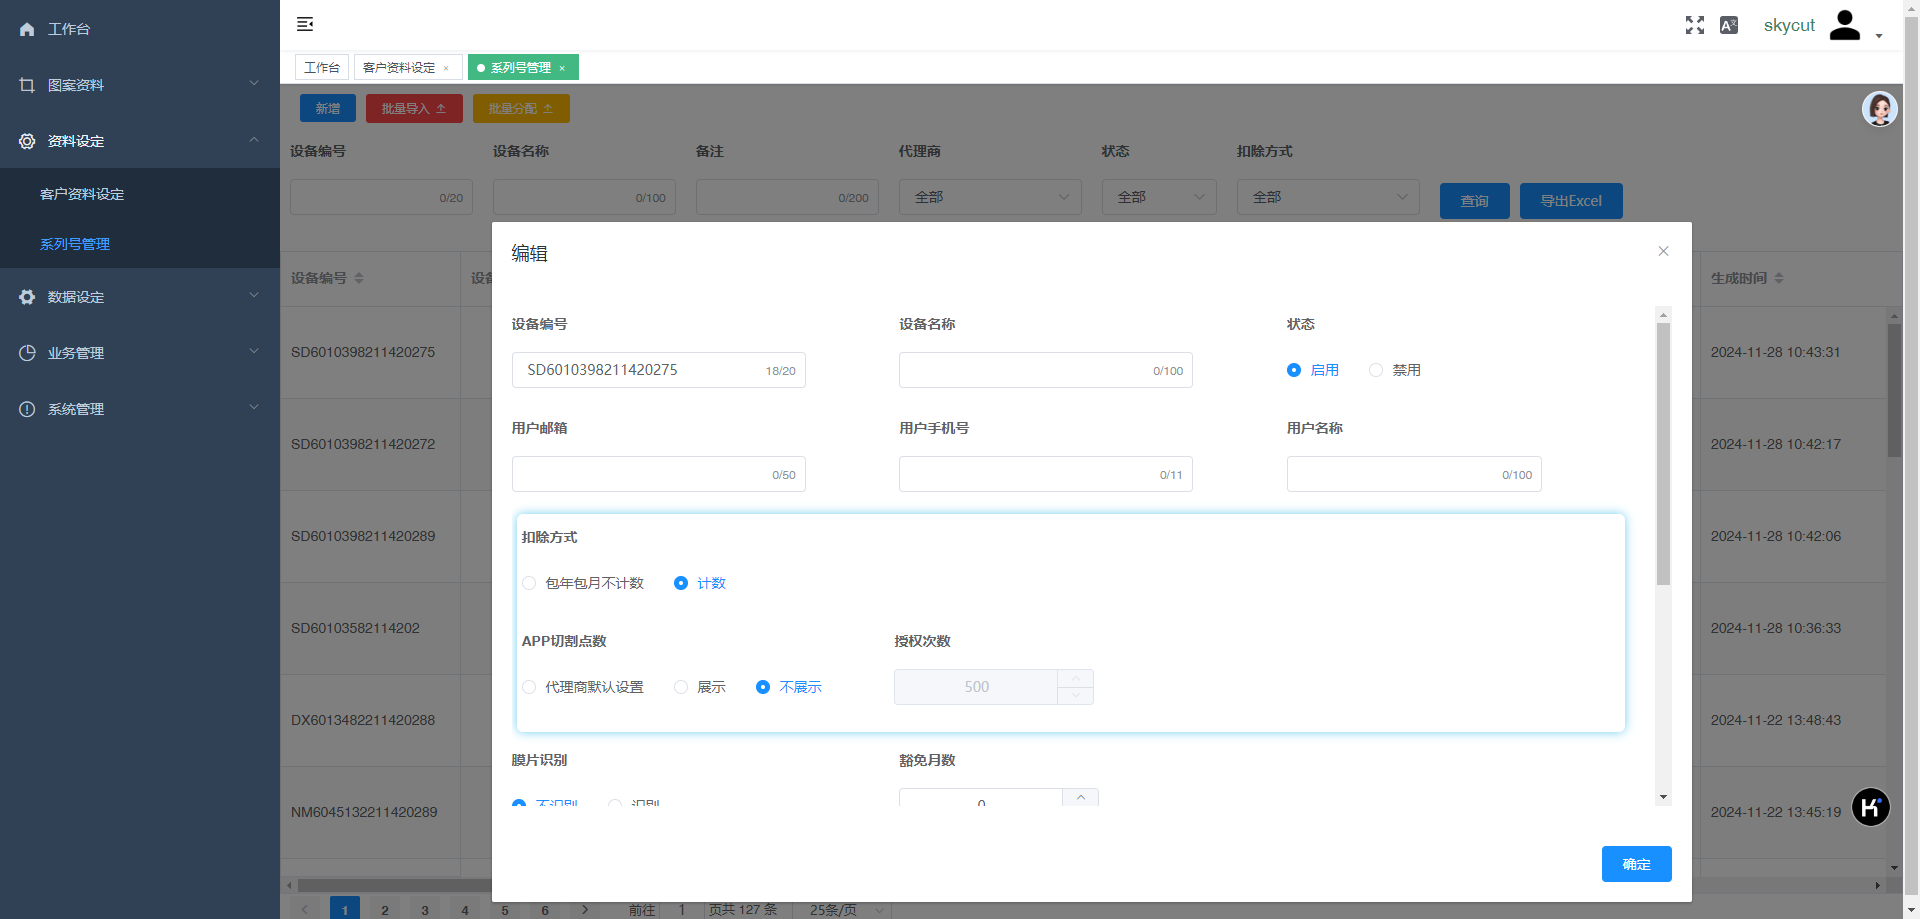 工作台
图案资料
资料设定
客户资料设定
系列号管理
数据设定
业务管理
系统管理
skycut
工作台 客户资料设定 × 系列号管理 ×
新增 批量导入 批量分配
设备编号 设备名称 备注 代理商 状态 扣除方式
0/20 0/100 0/200 全部 全部 全部 查询 导出Excel
设备编号 设备 生成时间
SD6010398211420275 2024-11-28 10:43:31
SD6010398211420272 2024-11-28 10:42:17
SD6010398211420289 2024-11-28 10:42:06
SD60103582114202 2024-11-28 10:36:33
DX6013482211420288 2024-11-22 13:48:43
NM6045132211420289 2024-11-22 13:45:19
编辑
设备编号 设备名称 状态
SD6010398211420275 18/20 0/100 启用 禁用
用户邮箱 用户手机号 用户名称
0/50 0/11 0/100
扣除方式
包年包月不计数 计数
APP切割点数 授权次数
代理商默认设置 展示 不展示 500
膜片识别 豁免月数
不识别 识别 0
确定
1 2 3 4 5 6 前往 1 页共 127 条 25条/页